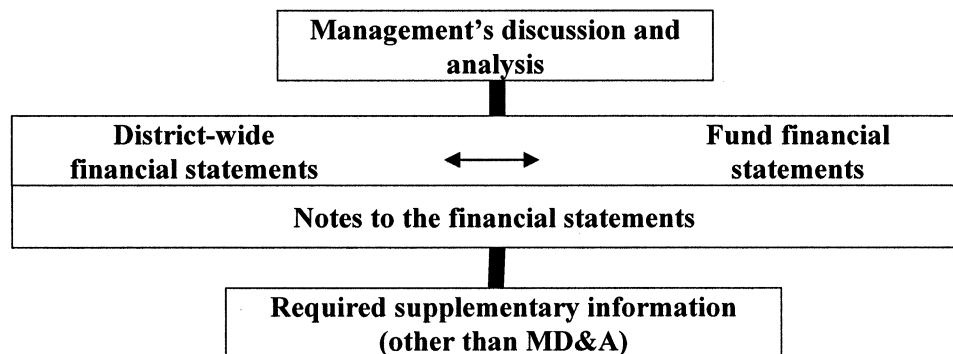 Management’s discussion and
analysis
District-wide
financial statements
Fund financial
statements
Notes to the financial statements
Required supplementary information
(other than MD&A)